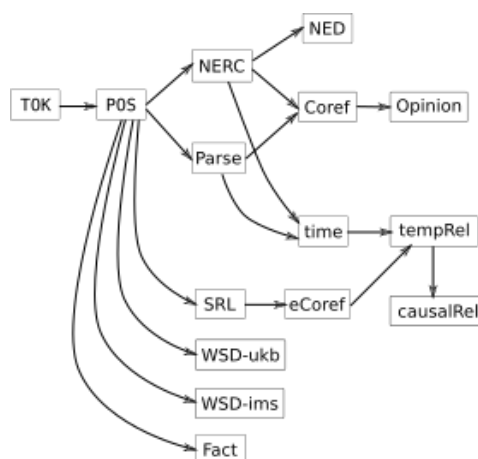 NED
NERC
TOK
POS
Coref
Opinion
Parse
time
tempRel
SRL
eCoref
causalRel
WSD-ukb
WSD-ims
Fact